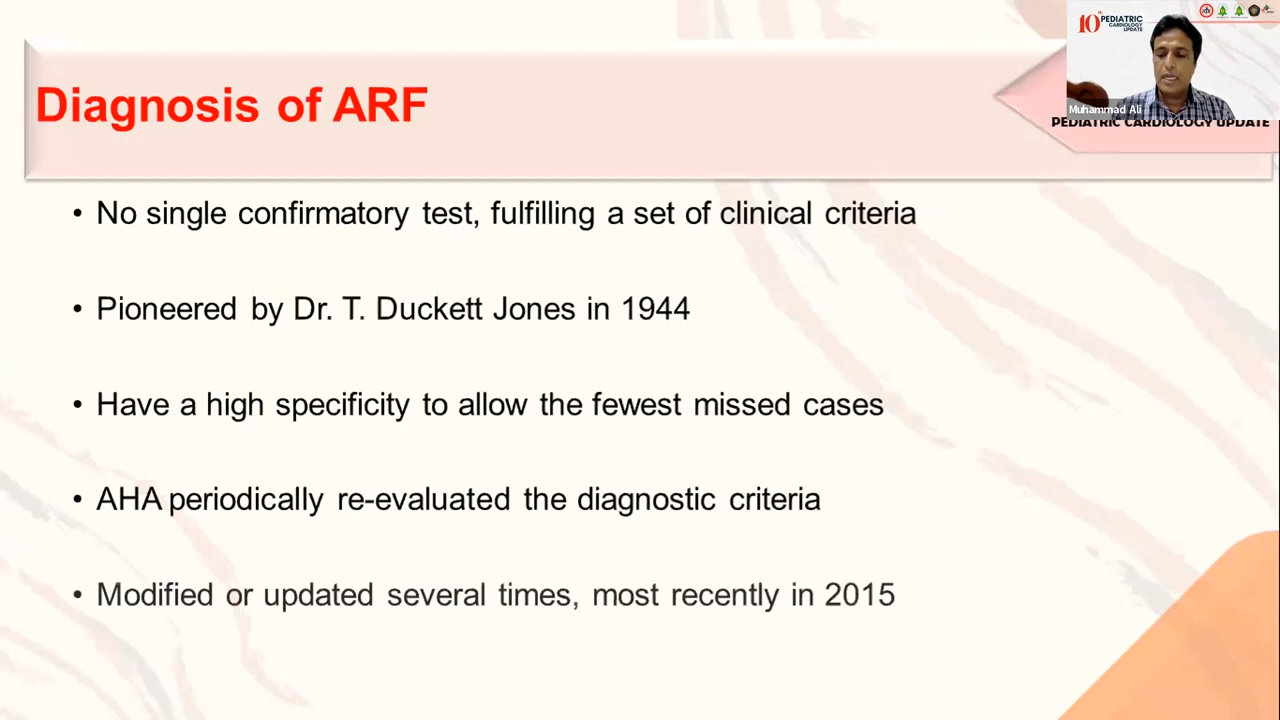 10th PEDIATRIC
CARDIOLOGY
UPDATE
Muhammad Ali
PEDIATRIC CARDIOLOGY UPDATE
Diagnosis of ARF
• No single confirmatory test, fulfilling a set of clinical criteria
• Pioneered by Dr. T. Duckett Jones in 1944
• Have a high specificity to allow the fewest missed cases
• AHA periodically re-evaluated the diagnostic criteria
• Modified or updated several times, most recently in 2015